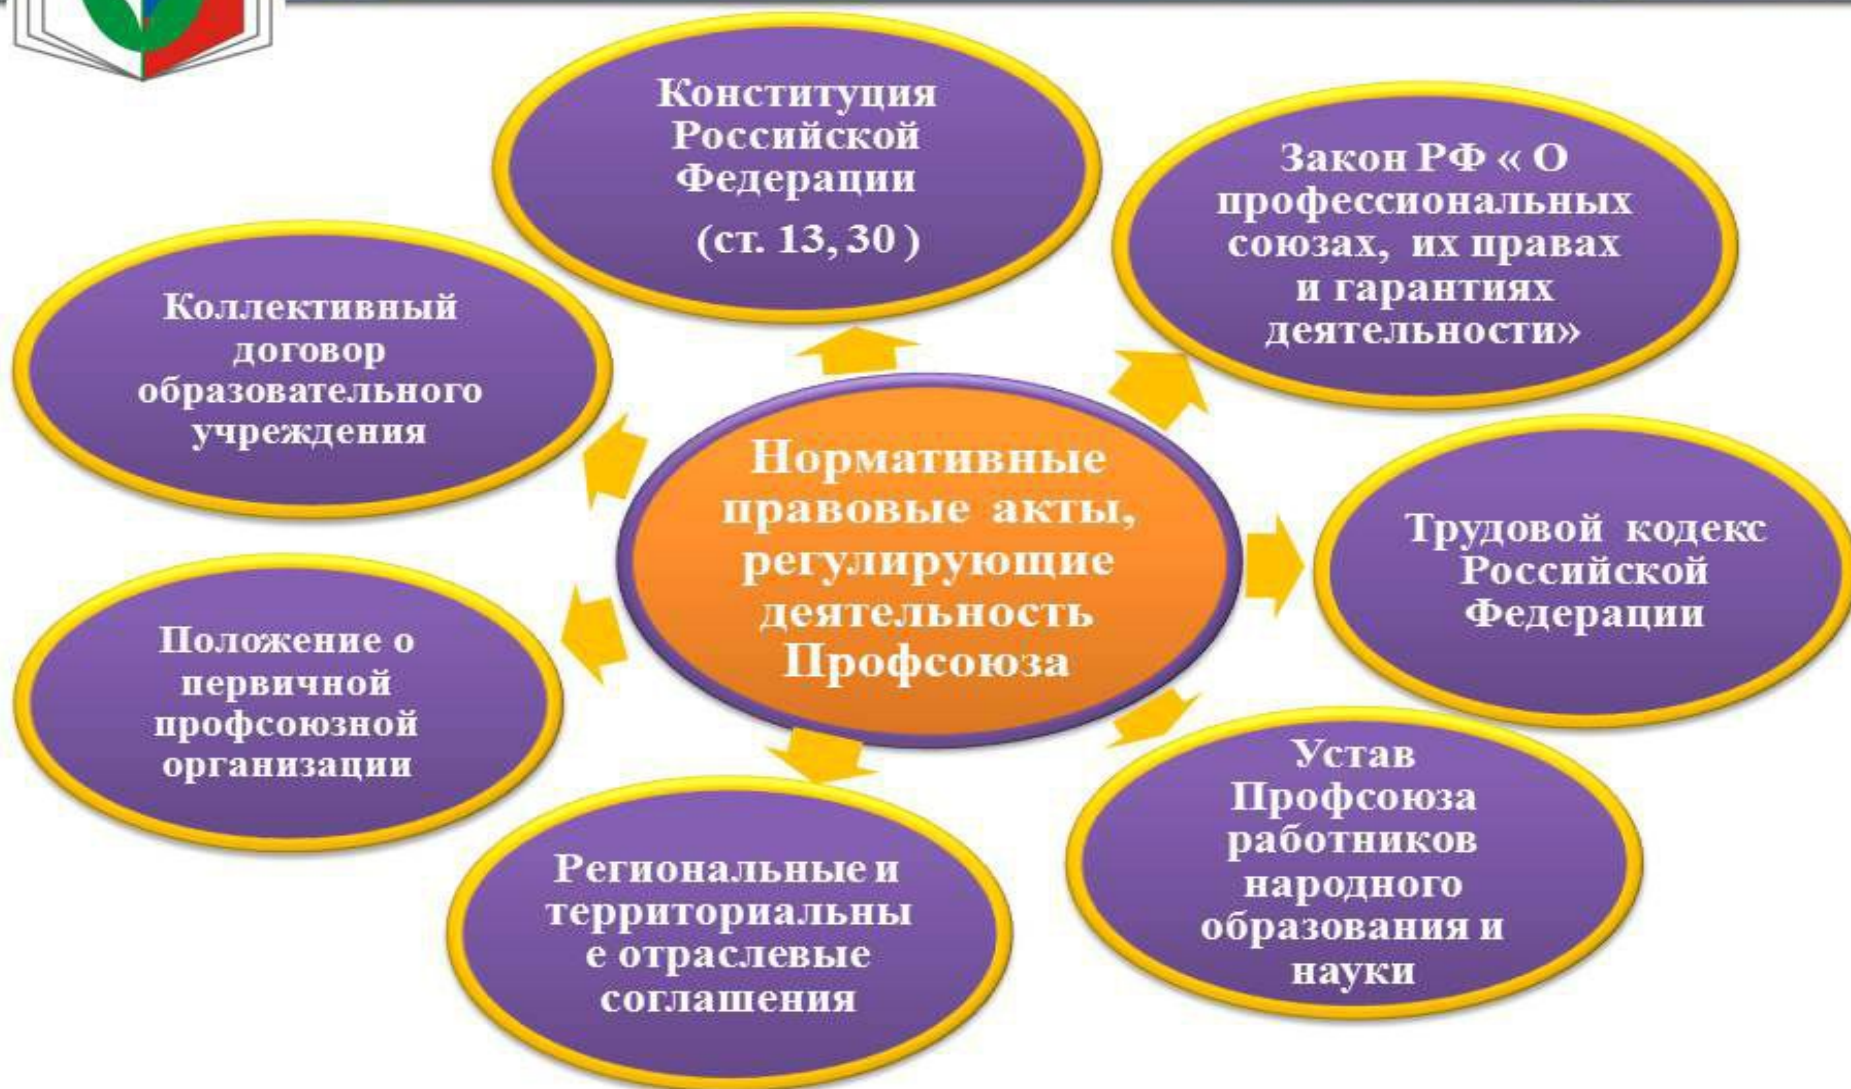 Конституция
Российской
Федерации
(ст. 13, 30 )
Закон РФ « О
профессиональных
союзах, их правах
и гарантиях
деятельности»
Коллективный
договор
образовательного
учреждения
Нормативные
правовые акты,
регулирующие
деятельность
Профсоюза
Трудовой кодекс
Российской
Федерации
Положение о
первичной
профсоюзной
организации
Устав
Профсоюза
работников
народного
образования и
науки
Региональные и
территориальны
е отраслевые
соглашения